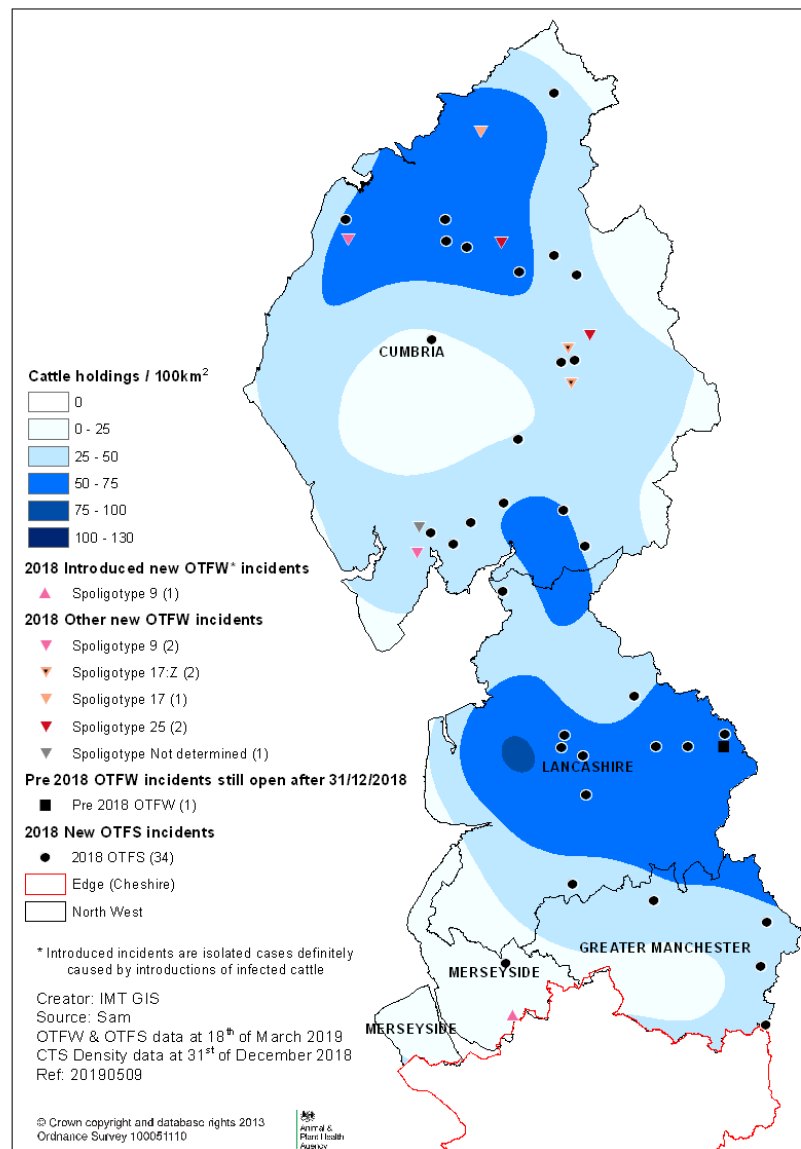 CUMBRIA
Cattle holdings / 100km²
0
0 - 25
25 - 50
50 - 75
75 - 100
100 - 130
2018 Introduced new OTFW* incidents
Spoligotype 9 (1)
2018 Other new OTFW incidents
Spoligotype 9 (2)
Spoligotype 17:Z (2)
Spoligotype 17 (1)
Spoligotype 25 (2)
Spoligotype Not determined (1)
Pre 2018 OTFW incidents still open after 31/12/2018
Pre 2018 OTFW (1)
2018 New OTFS incidents
2018 OTFS (34)
Edge (Cheshire)
North West
LANCASHIRE
GREATER MANCHESTER
MERSEYSIDE
MERSEYSIDE
* Introduced incidents are isolated cases definitely
caused by introductions of infected cattle
Creator: IMT GIS
Source: Sam
OTFW & OTFS data at 18th of March 2019
CTS Density data at 31st of December 2018
Ref: 20190509
© Crown copyright and database rights 2013
Ordnance Survey 100051110
Animal &
Plant Health
Agency